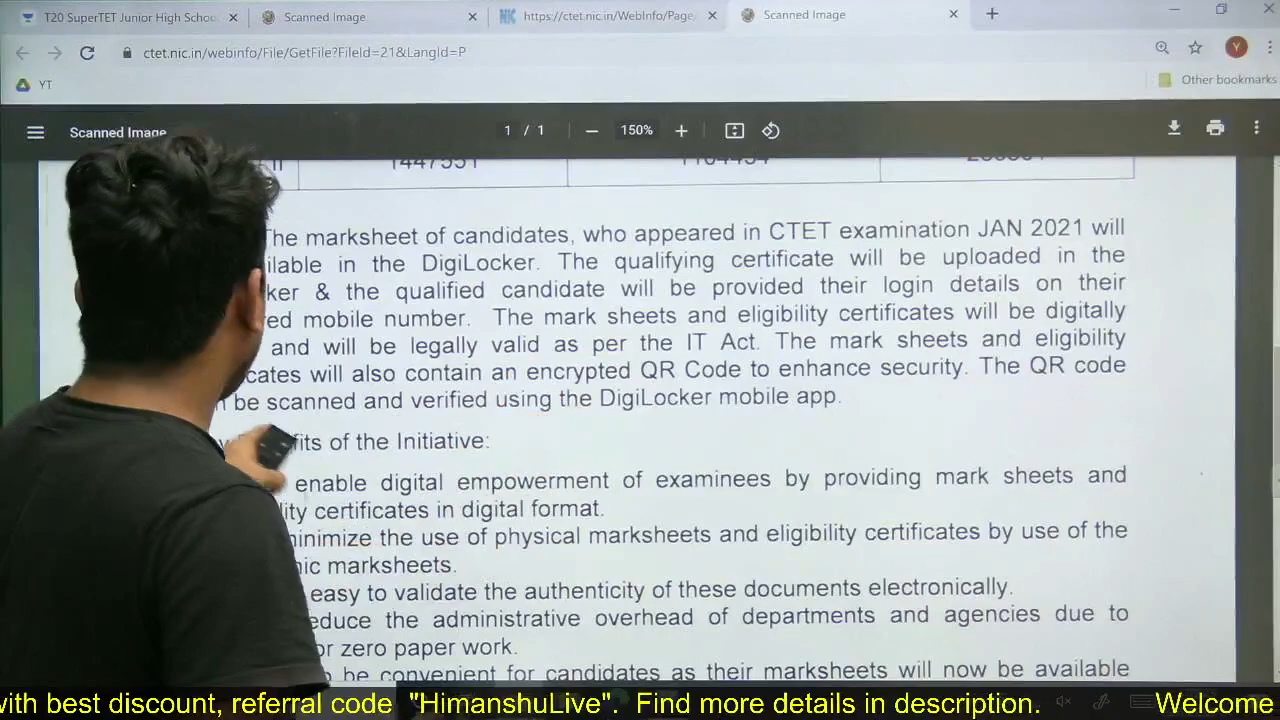 T20 SuperTET Junior High Schoo
Scanned Image
https://ctet.nic.in/WebInfo/Page
Scanned Image
ctet.nic.in/webinfo/File/GetFile?FileId=21&LangId=P
YT
Y
Other bookmarks
Scanned Image
1 / 1
150%
1447551
The marksheet of candidates, who appeared in CTET examination JAN 2021 will
ilable in the DigiLocker. The qualifying certificate will be uploaded in the
ker & the qualified candidate will be provided their login details on their
ed mobile number. The mark sheets and eligibility certificates will be digitally
and will be legally valid as per the IT Act. The mark sheets and eligibility
cates will also contain an encrypted QR Code to enhance security. The QR code
n be scanned and verified using the DigiLocker mobile app.
fits of the Initiative:
enable digital empowerment of examinees by providing mark sheets and
lity certificates in digital format.
inimize the use of physical marksheets and eligibility certificates by use of the
nic marksheets.
easy to validate the authenticity of these documents electronically.
educe the administrative overhead of departments and agencies due to
or zero paper work.
be convenient for candidates as their marksheets will now be available
with best discount, referral code "HimanshuLive". Find more details in description. Welcome